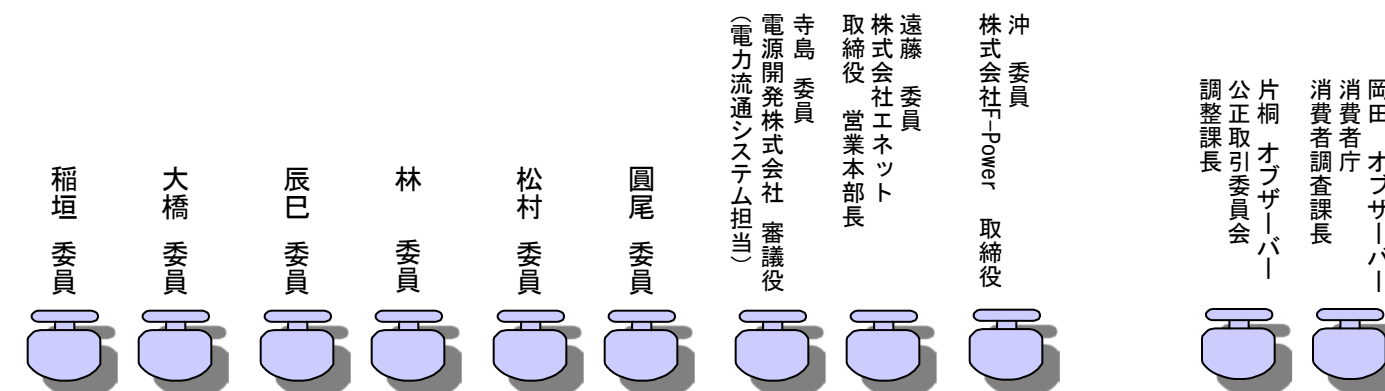 稲垣 委員
大橋 委員
辰巳 委員
林 委員
松村 委員
圓尾 委員
寺島 委員
電源開発株式会社 審議役
(電力流通システム担当)
遠藤 委員
株式会社エネット
取締役 営業本部長
沖 委員
株式会社F-Power 取締役
片桐 オブザーバー
公正取引委員会
調整課長
岡田 オブザーバー
消費者庁
消費者調査課長